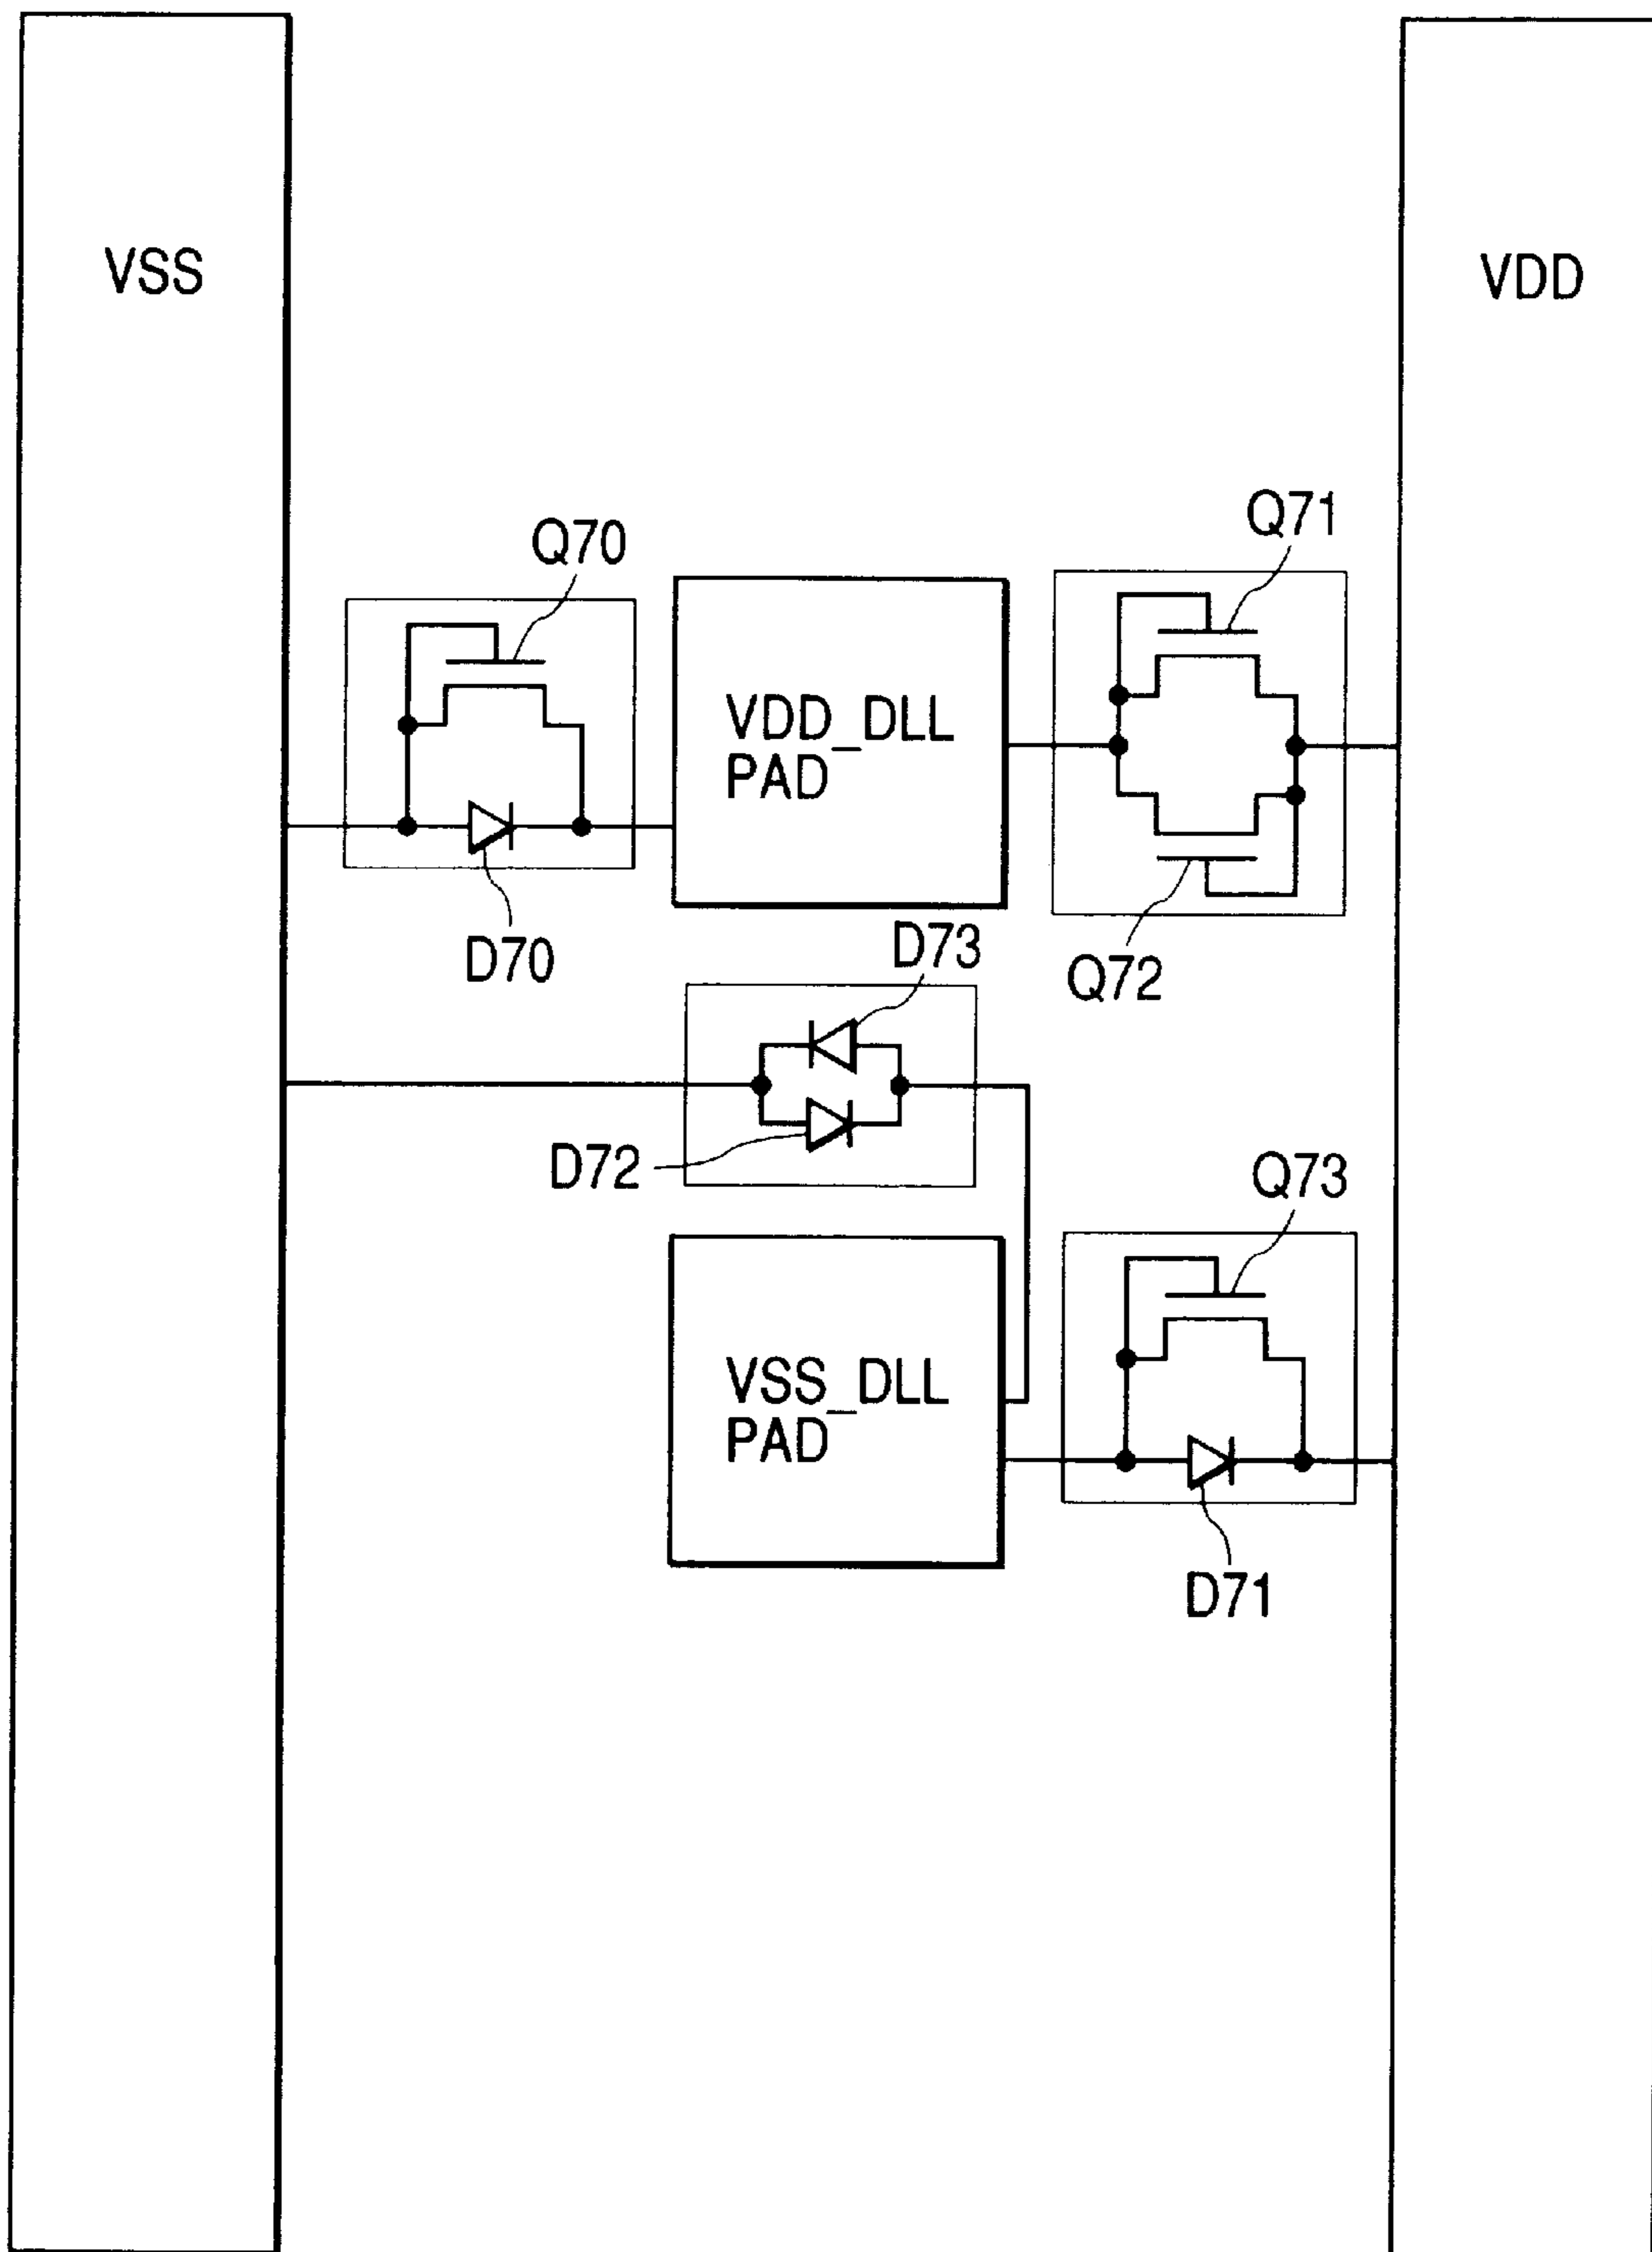 VSS
VDD
Q71
Q70
VDD_DLL
PAD
D70
D73
Q72
D72
Q73
VSS_DLL
PAD
D71